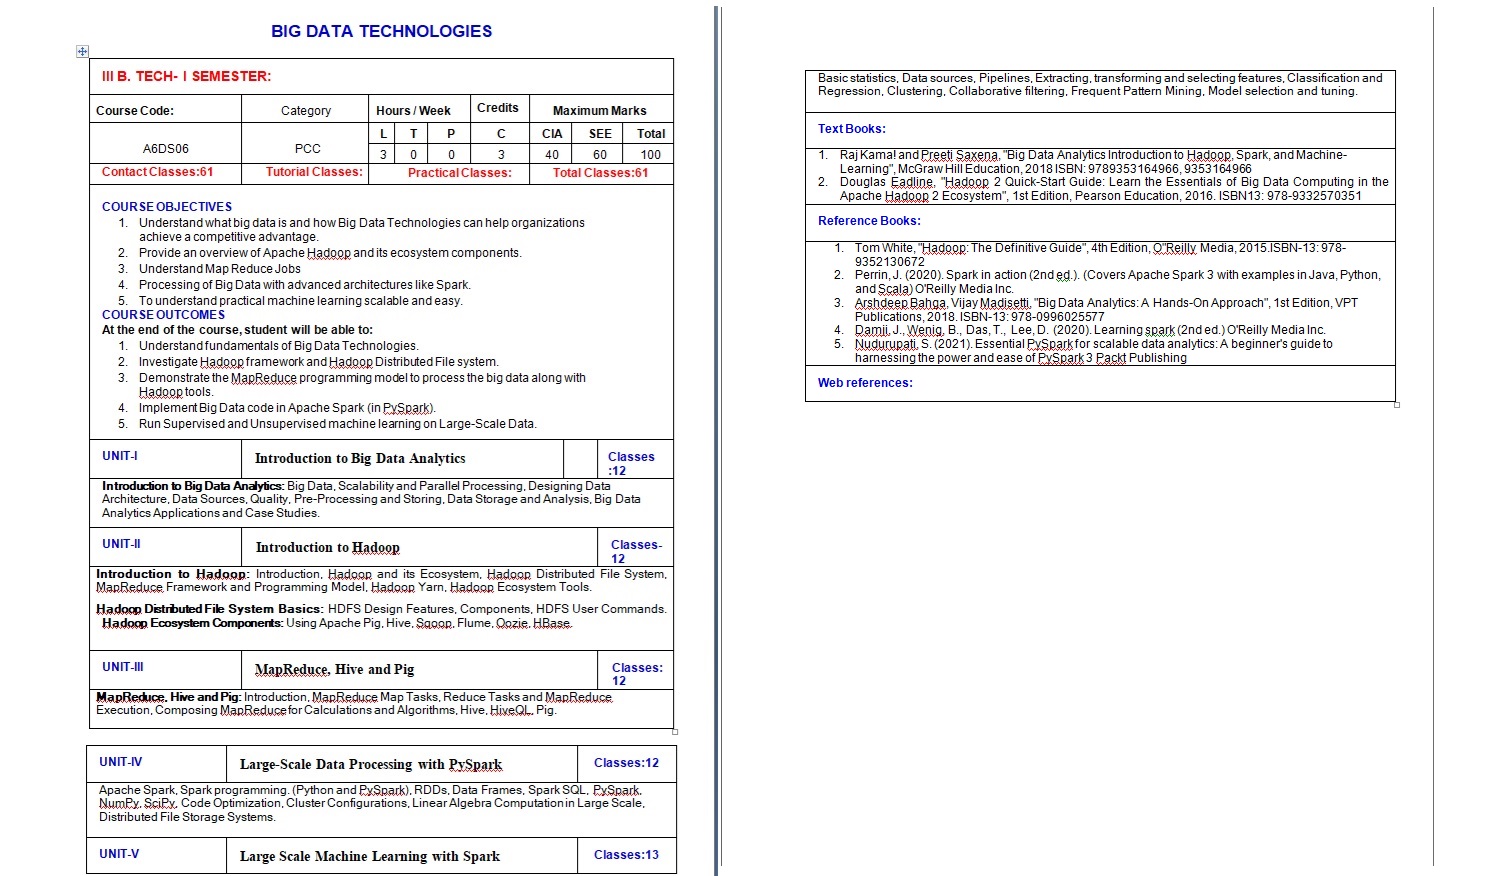 BIG DATA TECHNOLOGIES
III B. TECH- I SEMESTER:
Course Code: Category Hours / Week Credits Maximum Marks
A6DS06 PCC L T P C CIA SEE Total
3 0 0 3 40 60 100
Contact Classes:61 Tutorial Classes: Practical Classes: Total Classes:61
COURSE OBJECTIVES
1. Understand what big data is and how Big Data Technologies can help organizations
achieve a competitive advantage.
2. Provide an overview of Apache Hadoop and its ecosystem components.
3. Understand Map Reduce Jobs
4. Processing of Big Data with advanced architectures like Spark.
5. To understand practical machine learning scalable and easy.
COURSE OUTCOMES
At the end of the course, student will be able to:
1. Understand fundamentals of Big Data Technologies.
2. Investigate Hadoop framework and Hadoop Distributed File system.
3. Demonstrate the MapReduce programming model to process the big data along with
Hadoop tools.
4. Implement Big Data code in Apache Spark (in PySpark).
5. Run Supervised and Unsupervised machine learning on Large-Scale Data.
UNIT-I Introduction to Big Data Analytics Classes
:12
Introduction to Big Data Analytics: Big Data, Scalability and Parallel Processing, Designing Data
Architecture, Data Sources, Quality, Pre-Processing and Storing, Data Storage and Analysis, Big Data
Analytics Applications and Case Studies.
UNIT-II Introduction to Hadoop Classes-
12
Introduction to Hadoop: Introduction, Hadoop and its Ecosystem, Hadoop Distributed File System,
MapReduce Framework and Programming Model, Hadoop Yarn, Hadoop Ecosystem Tools.
Hadoop Distributed File System Basics: HDFS Design Features, Components, HDFS User Commands.
Hadoop Ecosystem Components: Using Apache Pig, Hive, Sqoop, Flume, Oozie, HBase.
UNIT-III MapReduce, Hive and Pig Classes:
12
MapReduce, Hive and Pig: Introduction, MapReduce Map Tasks, Reduce Tasks and MapReduce
Execution, Composing MapReduce for Calculations and Algorithms, Hive, HiveQL, Pig.
UNIT-IV Large-Scale Data Processing with PySpark Classes:12
Apache Spark, Spark programming. (Python and PySpark), RDDs, Data Frames, Spark SQL, PySpark,
NumPy, SciPy, Code Optimization, Cluster Configurations, Linear Algebra Computation in Large Scale,
Distributed File Storage Systems.
UNIT-V Large Scale Machine Learning with Spark Classes:13
Basic statistics, Data sources, Pipelines, Extracting, transforming and selecting features, Classification and
Regression, Clustering, Collaborative filtering, Frequent Pattern Mining, Model selection and tuning.
Text Books:
1. Raj Kamal and Preeti Saxena, "Big Data Analytics Introduction to Hadoop, Spark, and Machine-
Learning", McGraw Hill Education, 2018 ISBN: 9789353164966, 9353164966
2. Douglas Eadline, "Hadoop 2 Quick-Start Guide: Learn the Essentials of Big Data Computing in the
Apache Hadoop 2 Ecosystem", 1st Edition, Pearson Education, 2016. ISBN13: 978-9332570351
Reference Books:
1. Tom White, "Hadoop: The Definitive Guide", 4th Edition, O"Reilly Media, 2015.ISBN-13: 978-
9352130672
2. Perrin, J. (2020). Spark in action (2nd ed.). (Covers Apache Spark 3 with examples in Java, Python,
and Scala) O'Reilly Media Inc.
3. Arshdeep Bahga, Vijay Madisetti, "Big Data Analytics: A Hands-On Approach", 1st Edition, VPT
Publications, 2018. ISBN-13: 978-0996025577
4. Damji, J., Wenig, B., Das, T., Lee, D. (2020). Learning spark (2nd ed.) O'Reilly Media Inc.
5. Nudurupati, S. (2021). Essential PySpark for scalable data analytics: A beginner's guide to
harnessing the power and ease of PySpark 3 Packt Publishing
Web references: